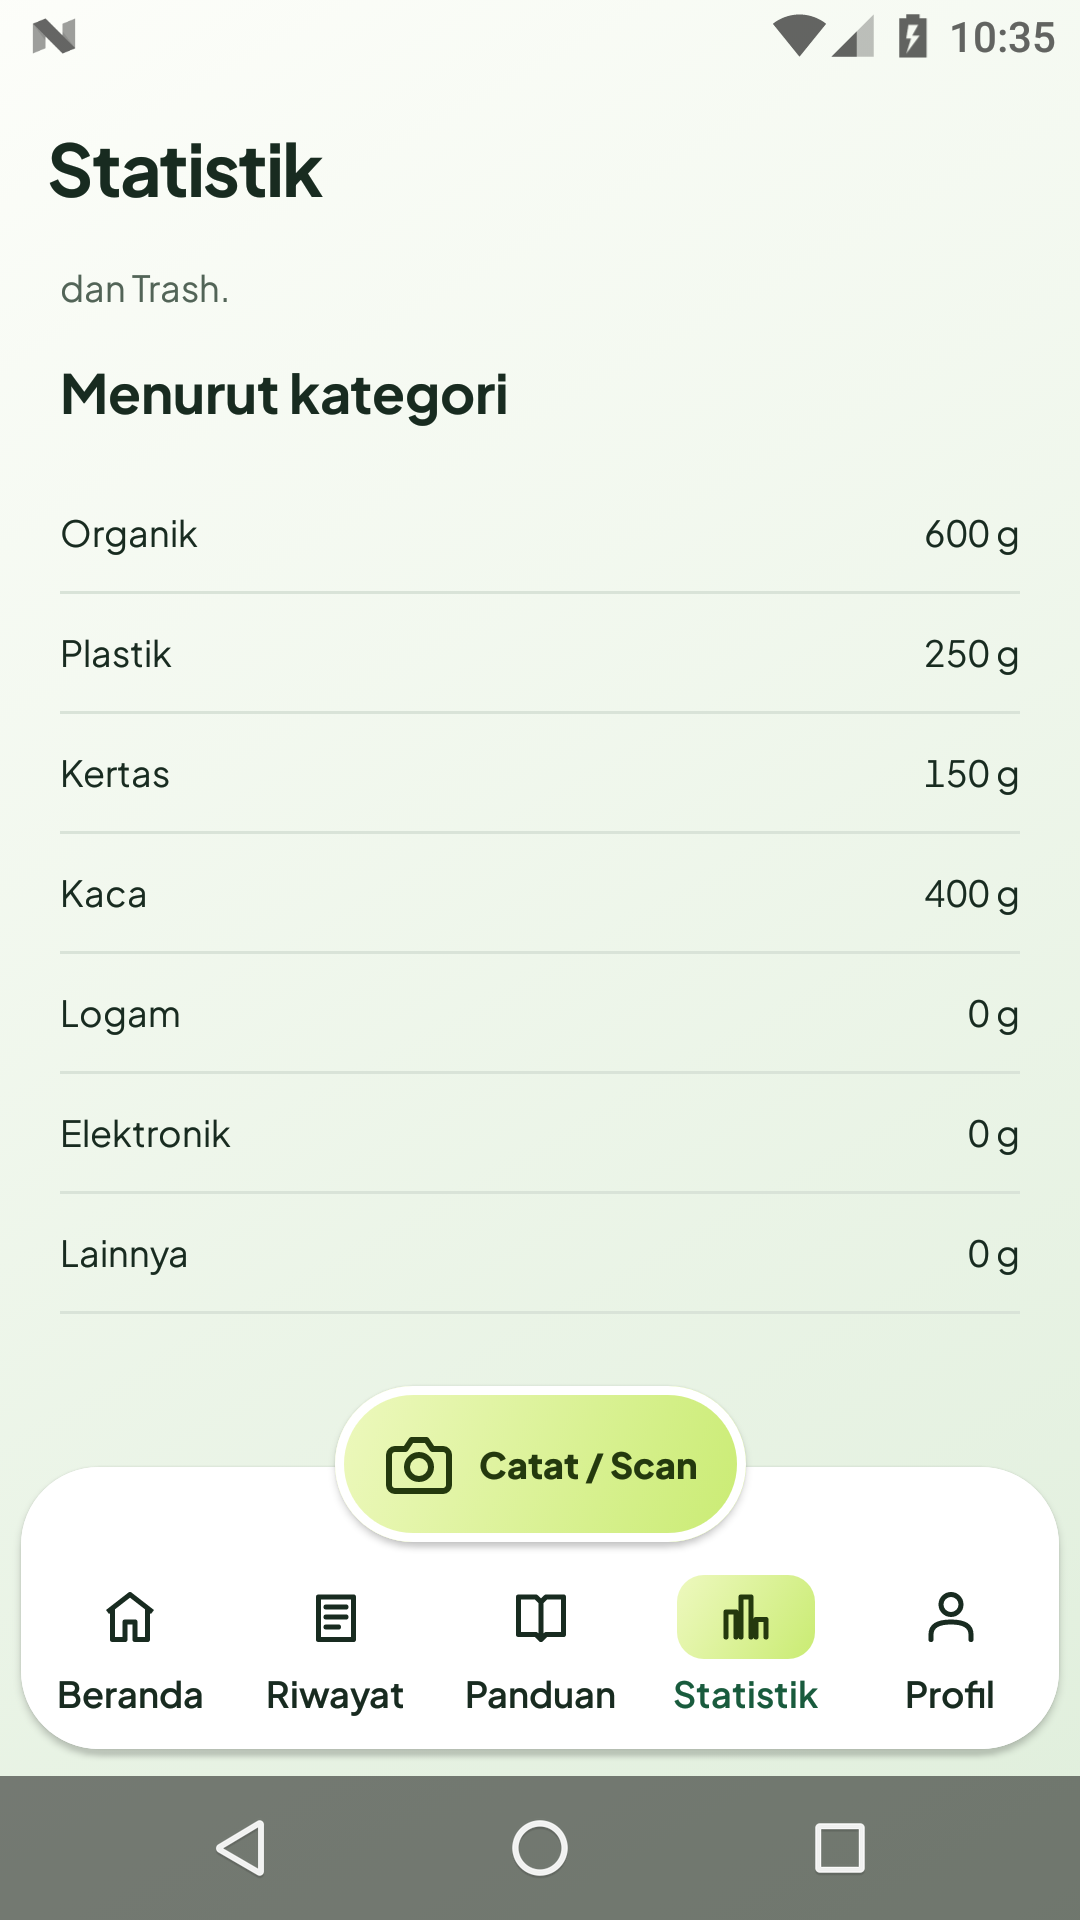 10:35
Statistik
dan Trash.
Menurut kategori
Organik 600 g
Plastik 250 g
Kertas 150 g
Kaca 400 g
Logam 0 g
Elektronik 0 g
Lainnya 0 g
Catat / Scan
Beranda Riwayat Panduan Statistik Profil